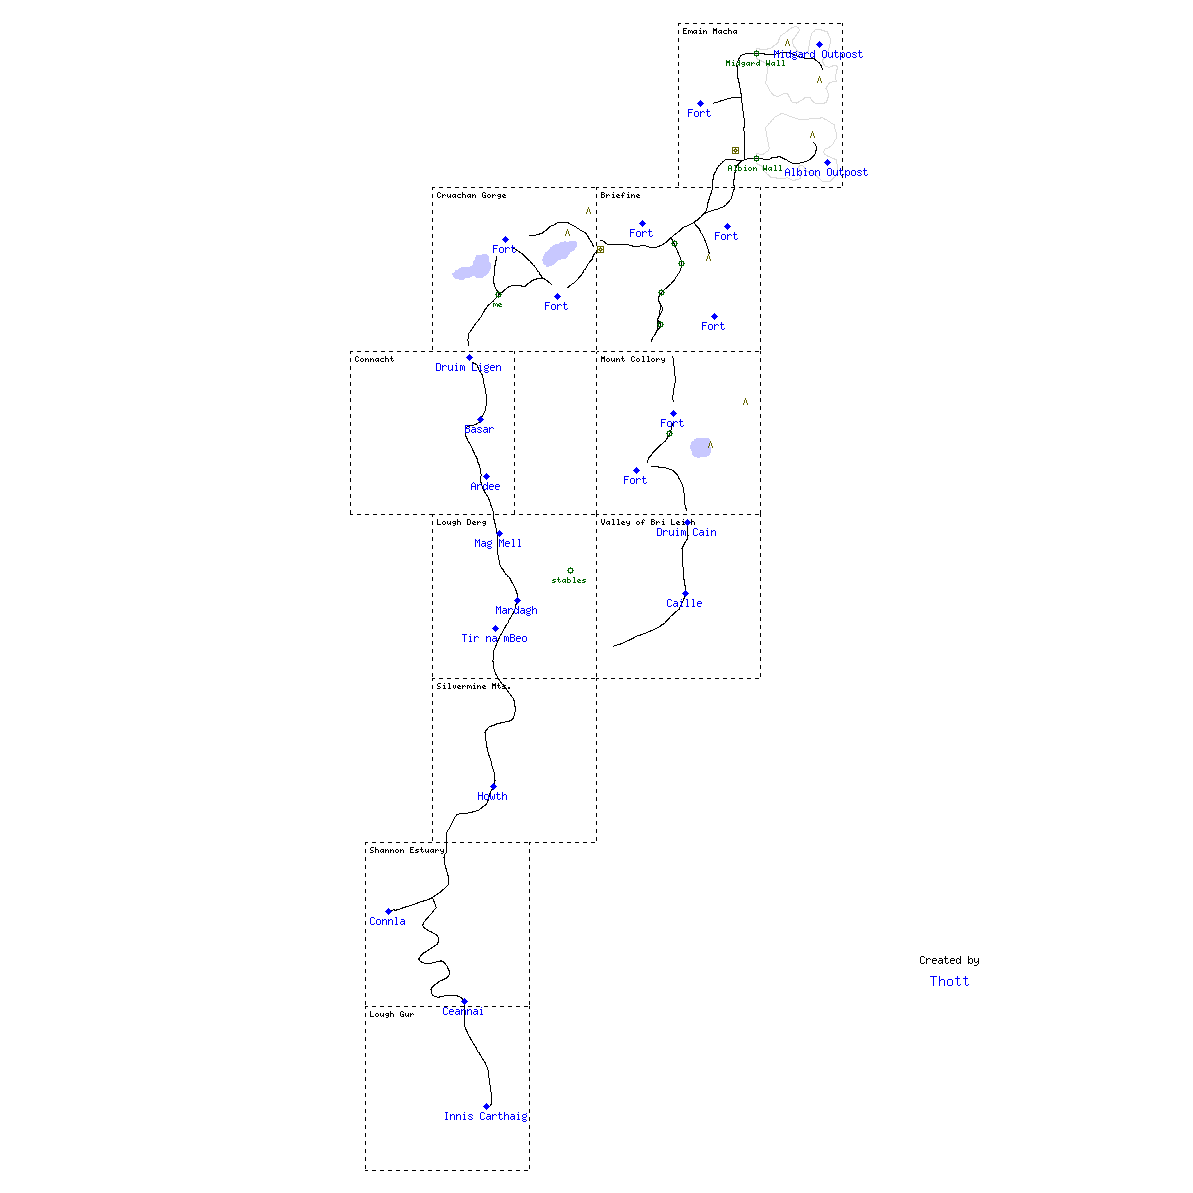 Emain Macha
Midgard Outpost
Midgard Wall
Fort
Albion Wall
Albion Outpost
Cruachan Gorge
Briefine
Fort
Fort
Fort
me
Fort
Fort
Connacht
Mount Collory
Druim Ligen
Fort
Basar
Fort
Ardee
Lough Derg
Valley of Bri Leith
Druim Cain
Mag Mell
stables
Caille
Mardagh
Tir na mBeo
Silvermine Mts.
Howth
Shannon Estuary
Connla
Created by
Thott
Ceannai
Lough Gur
Innis Carthaig